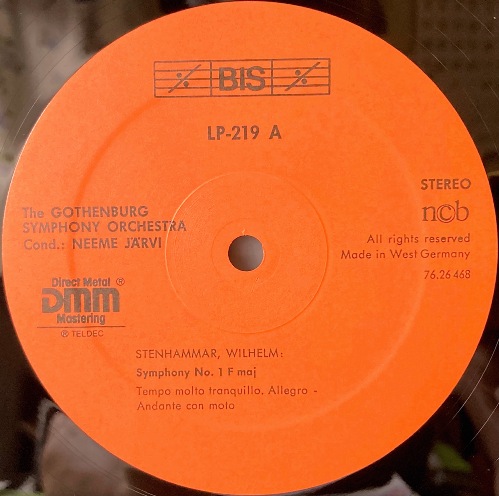 BIS
LP-219 A
STEREO
n©b
The GOTHENBURG
SYMPHONY ORCHESTRA
Cond.: NEEME JÄRVI
All rights reserved
Made in West Germany
76.26 468
Direct Metal ®
DMM
Mastering
® TELDEC
STENHAMMAR, WILHELM:
Symphony No. 1 F maj
Tempo molto tranquillo. Allegro -
Andante con moto